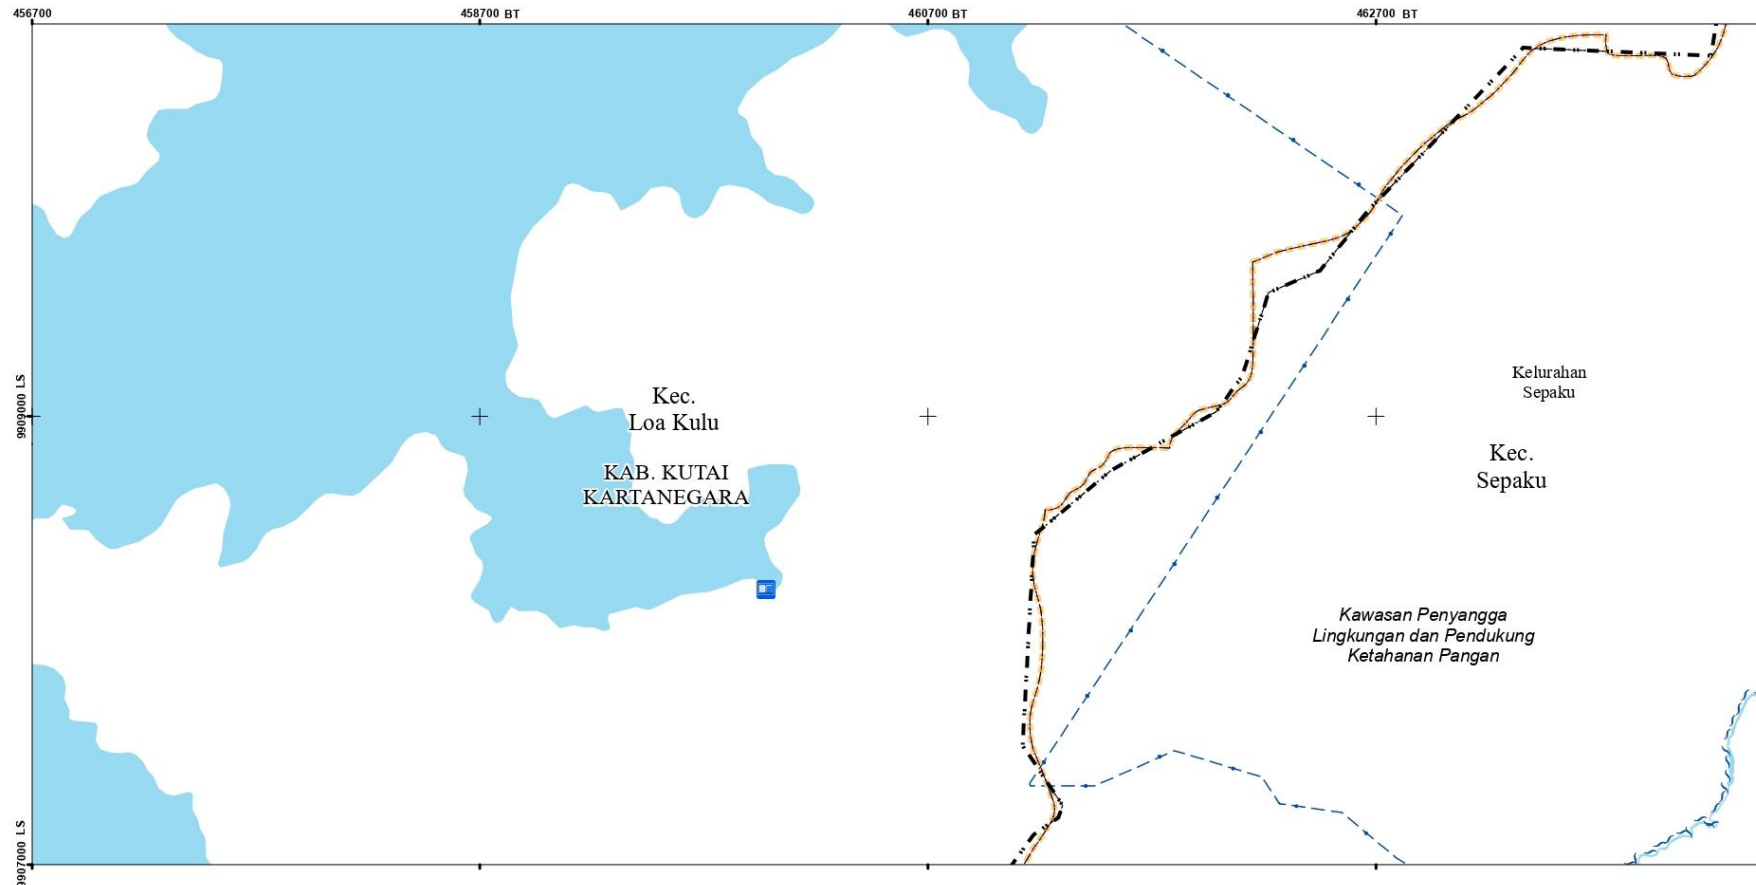 456700
458700 BT
460700 BT
462700 BT
9909000 LS
9907000 LS
Kec.
Loa Kulu
KAB. KUTAI
KARTANEGARA
Kelurahan
Sepaku
Kec.
Sepaku
Kawasan Penyangga
Lingkungan dan Pendukung
Ketahanan Pangan